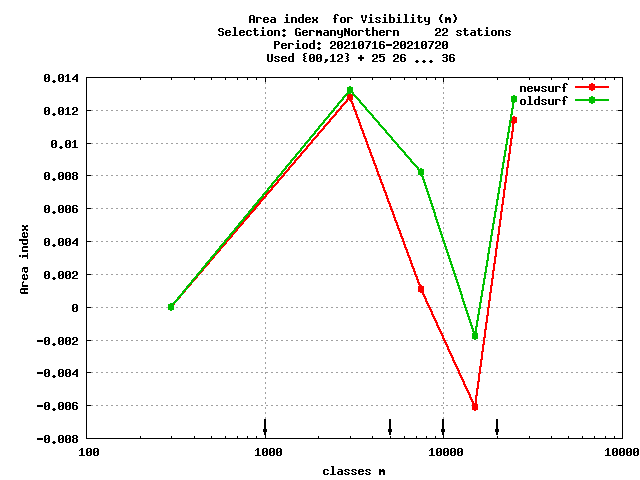 Area index  for Visibility (m)
Selection: GermanyNorthern     22 stations
Period: 20210716-20210720
Used {00,12} + 25 26 ... 36
0.014
newsurf
oldsurf
0.012
0.01
0.008
0.006
0.004
Area index
0.002
0
-0.002
-0.004
-0.006
-0.008
100 1000 10000 10000
classes m